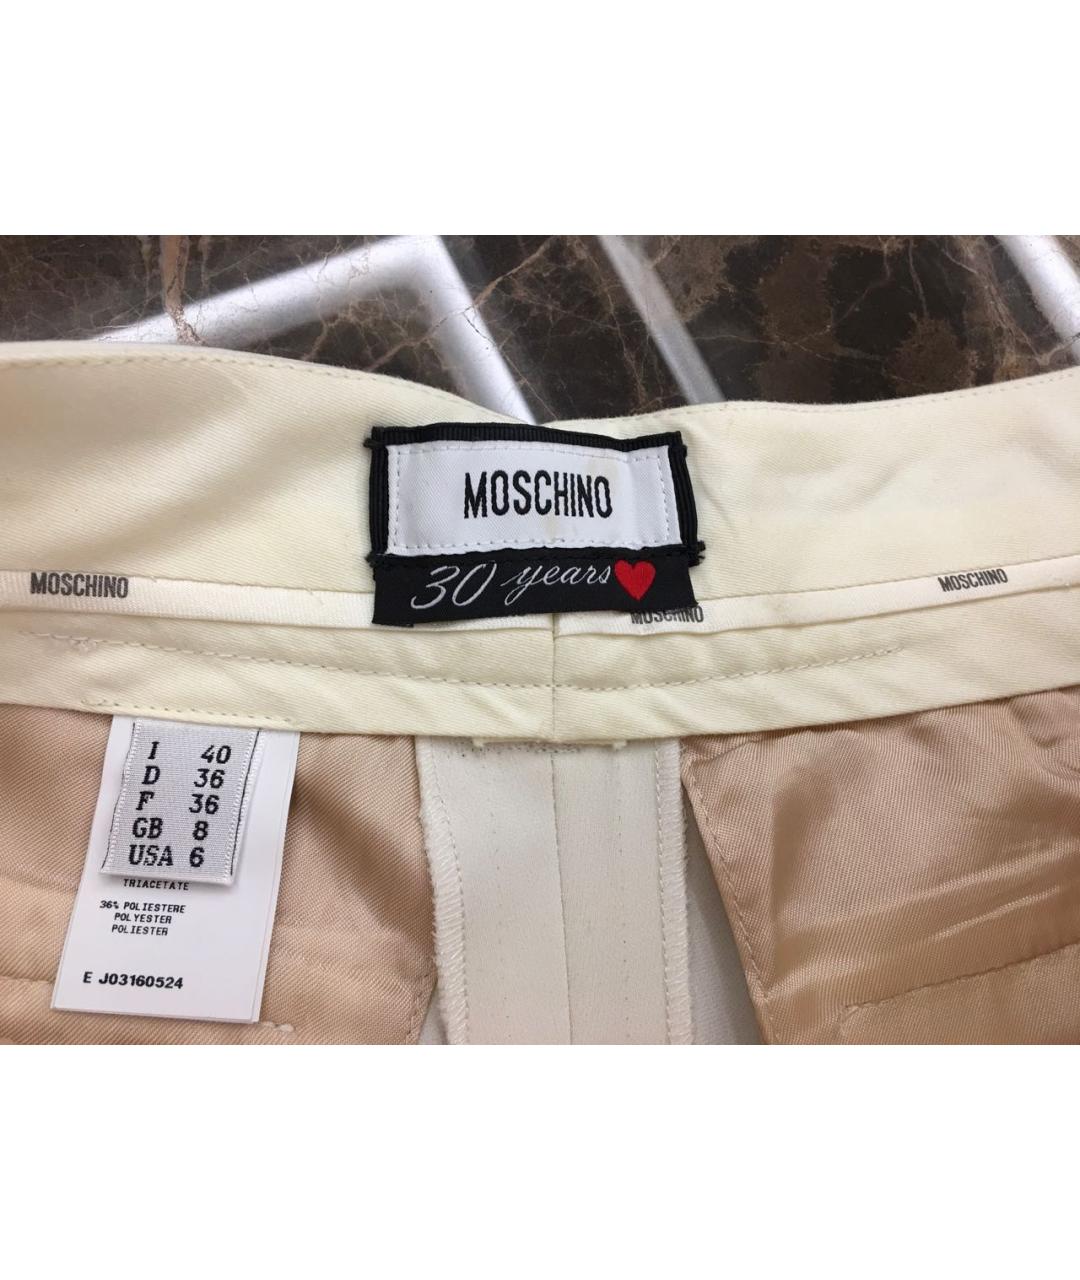 MOSCHINO
30 years
MOSCHINO
MOSCHINO
MOSCHINO
I 40
D 36
F 36
GB 8
USA 6
TRIACETATE
36% POLIESTERE
POLYESTER
POLIESTER
E J03160524